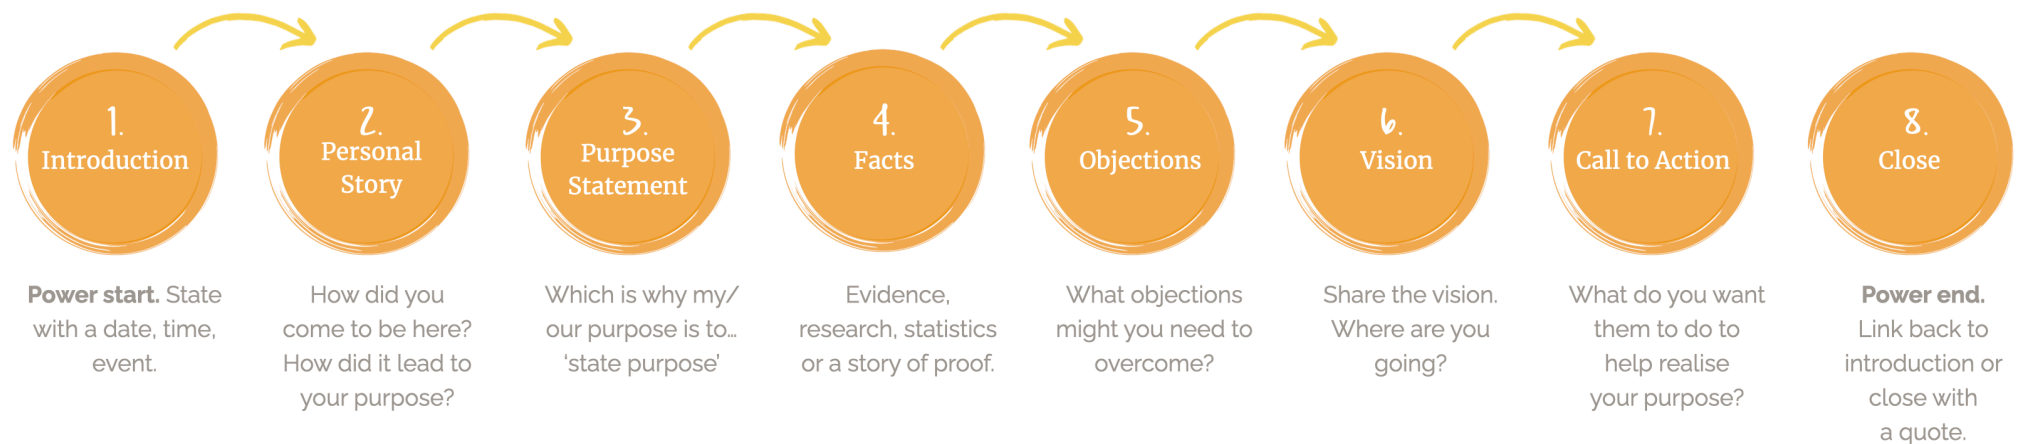 1.
Introduction
Power start. State
with a date, time,
event.
2.
Personal
Story
How did you
come to be here?
How did it lead to
your purpose?
3.
Purpose
Statement
Which is why my/
our purpose is to...
‘state purpose’
4.
Facts
Evidence,
research, statistics
or a story of proof.
5.
Objections
What objections
might you need to
overcome?
6.
Vision
Share the vision.
Where are you
going?
7.
Call to Action
What do you want
them to do to
help realise
your purpose?
8.
Close
Power end.
Link back to
introduction or
close with
a quote.